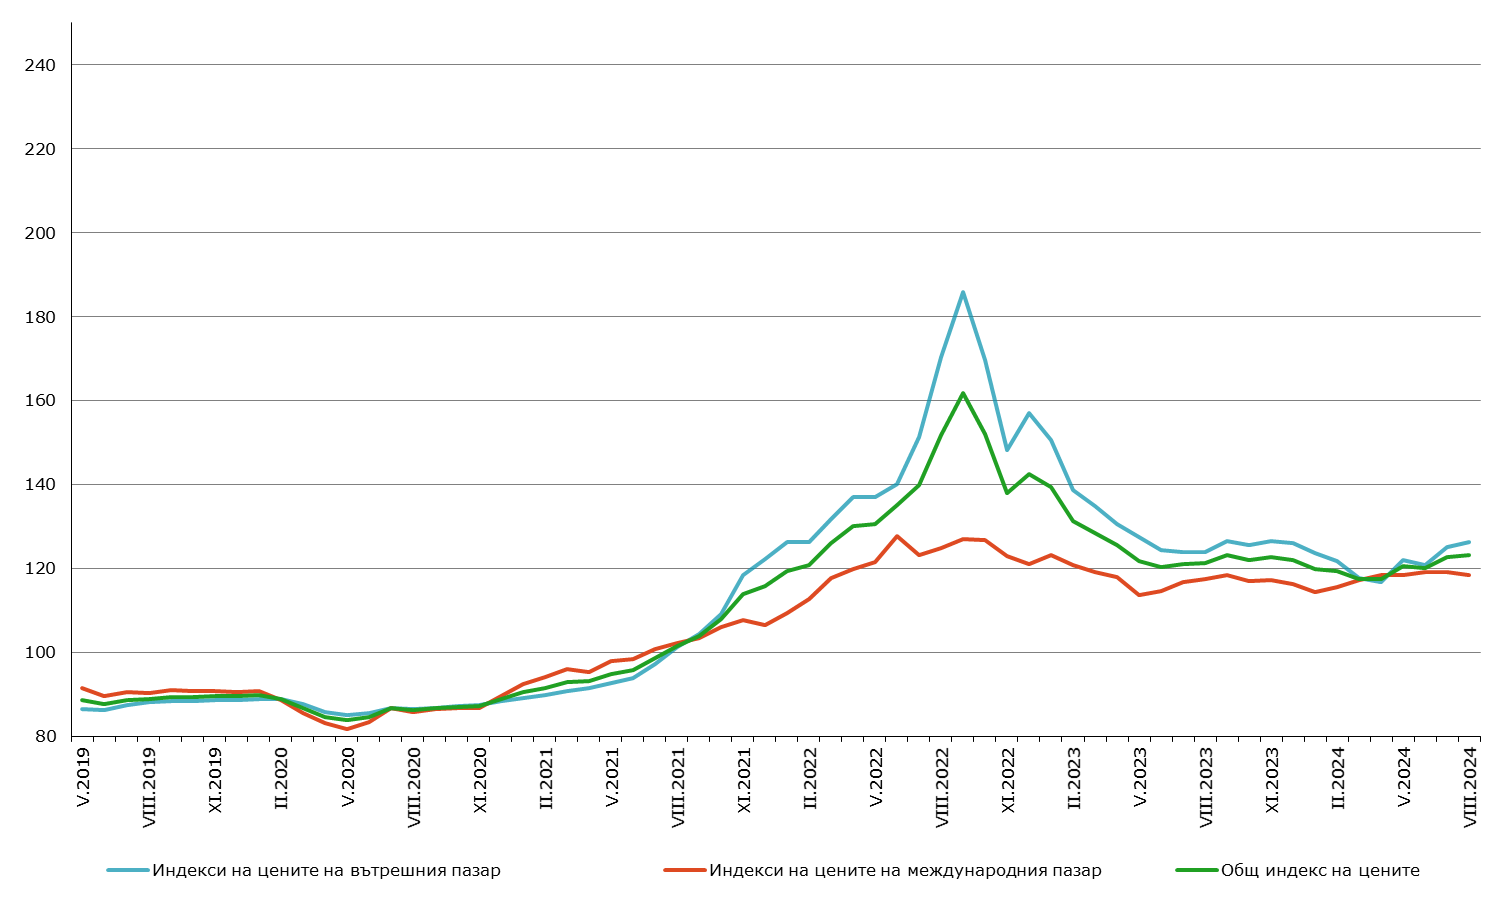 240
220
200
180
160
140
120
100
80
V.2019
VIII.2019
XI.2019
II.2020
V.2020
VIII.2020
XI.2020
II.2021
V.2021
VIII.2021
XI.2021
II.2022
V.2022
VIII.2022
XI.2022
II.2023
V.2023
VIII.2023
XI.2023
II.2024
V.2024
VIII.2024
Индекси на цените на вътрешния пазар
Индекси на цените на международния пазар
Общ индекс на цените